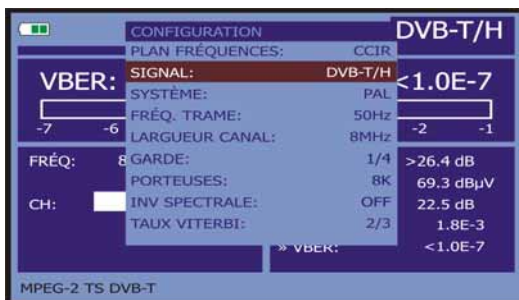 DVB-T/H
CONFIGURATION
PLAN FRÉQUENCES: CCIR
SIGNAL: DVB-T/H
SYSTÈME: PAL
FRÉQ. TRAME: 50Hz
LARGUEUR CANAL: 8MHz
GARDE: 1/4
PORTEUSES: 8K
INV SPECTRALE: OFF
TAUX VITERBI: 2/3
VBER: <1.0E-7
-7 -6 -2 -1
FRÉQ: 8 >26.4 dB
69.3 dBµV
CH: 22.5 dB
1.8E-3
» VBER: <1.0E-7
MPEG-2 TS DVB-T